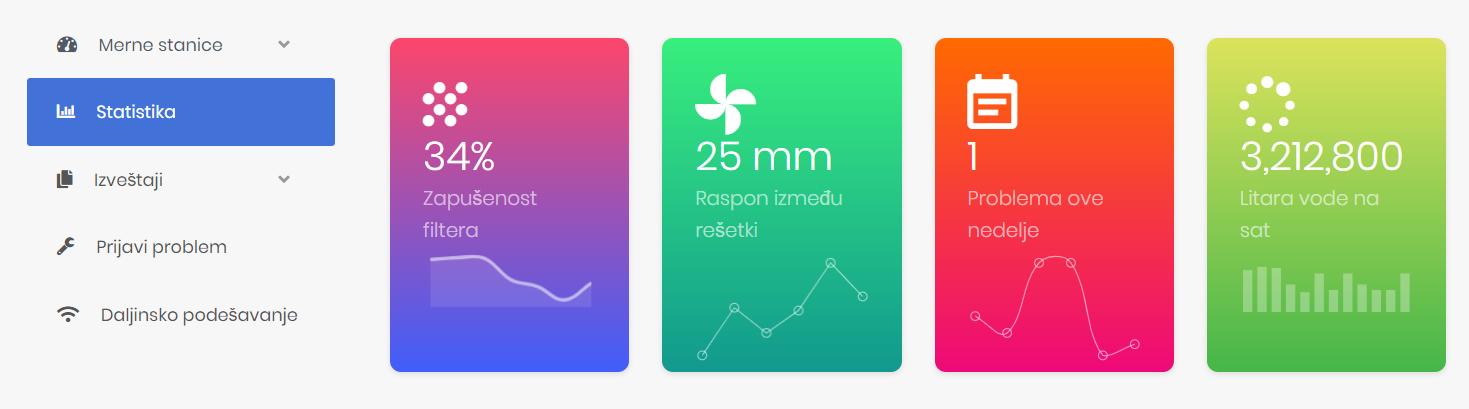 Merne stanice
Statistika
Izveštaji
Prijavi problem
Daljinsko podešavanje
34%
Zapušenost
filtera
25 mm
Raspon između
rešetki
1
Problema ove
nedelje
3,212,800
Litara vode na
sat